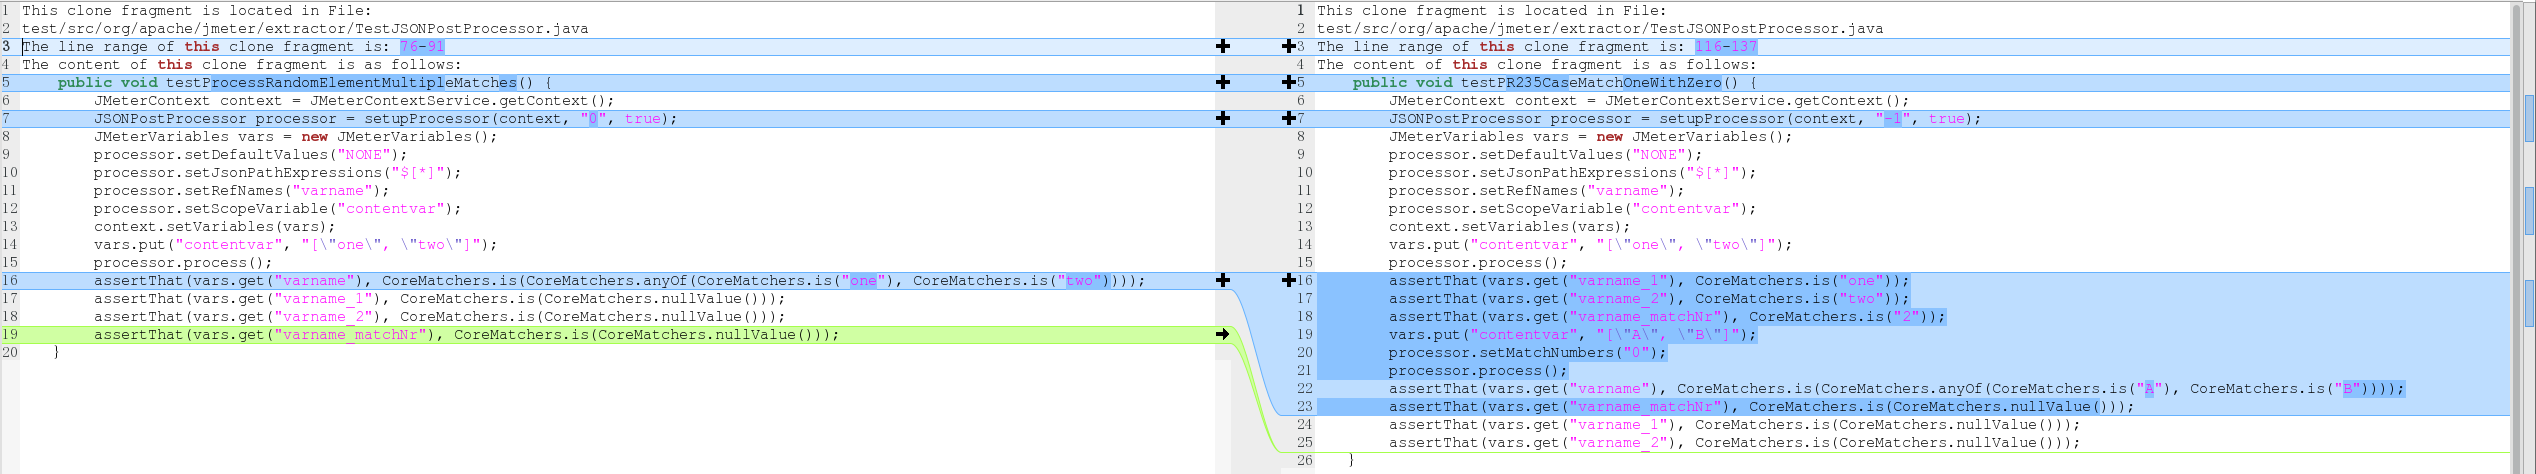 1 This clone fragment is located in File:
2 test/src/org/apache/jmeter/extractor/TestJSONPostProcessor.java
3 The line range of this clone fragment is: 76-91
4 The content of this clone fragment is as follows:
5     public void testProcessRandomElementMultipleMatches() {
6         JMeterContext context = JMeterContextService.getContext();
7         JSONPostProcessor processor = setupProcessor(context, "0", true);
8         JMeterVariables vars = new JMeterVariables();
9         processor.setDefaultValues("NONE");
10         processor.setJsonPathExpressions("$[*]");
11         processor.setRefNames("varname");
12         processor.setScopeVariable("contentvar");
13         context.setVariables(vars);
14         vars.put("contentvar", "[\"one\", \"two\"]");
15         processor.process();
16         assertThat(vars.get("varname"), CoreMatchers.is(CoreMatchers.anyOf(CoreMatchers.is("one"), CoreMatchers.is("two"))));
17         assertThat(vars.get("varname_1"), CoreMatchers.is(CoreMatchers.nullValue()));
18         assertThat(vars.get("varname_2"), CoreMatchers.is(CoreMatchers.nullValue()));
19         assertThat(vars.get("varname_matchNr"), CoreMatchers.is(CoreMatchers.nullValue()));
20     }
1 This clone fragment is located in File:
2 test/src/org/apache/jmeter/extractor/TestJSONPostProcessor.java
3 The line range of this clone fragment is: 116-137
4 The content of this clone fragment is as follows:
5     public void testPR235CaseMatchOneWithZero() {
6         JMeterContext context = JMeterContextService.getContext();
7         JSONPostProcessor processor = setupProcessor(context, "-1", true);
8         JMeterVariables vars = new JMeterVariables();
9         processor.setDefaultValues("NONE");
10         processor.setJsonPathExpressions("$[*]");
11         processor.setRefNames("varname");
12         processor.setScopeVariable("contentvar");
13         context.setVariables(vars);
14         vars.put("contentvar", "[\"one\", \"two\"]");
15         processor.process();
16         assertThat(vars.get("varname_1"), CoreMatchers.is("one"));
17         assertThat(vars.get("varname_2"), CoreMatchers.is("two"));
18         assertThat(vars.get("varname_matchNr"), CoreMatchers.is("2"));
19         vars.put("contentvar", "[\"A\", \"B\"]");
20         processor.setMatchNumbers("0");
21         processor.process();
22         assertThat(vars.get("varname"), CoreMatchers.is(CoreMatchers.anyOf(CoreMatchers.is("A"), CoreMatchers.is("B"))));
23         assertThat(vars.get("varname_matchNr"), CoreMatchers.is(CoreMatchers.nullValue()));
24         assertThat(vars.get("varname_1"), CoreMatchers.is(CoreMatchers.nullValue()));
25         assertThat(vars.get("varname_2"), CoreMatchers.is(CoreMatchers.nullValue()));
26     }